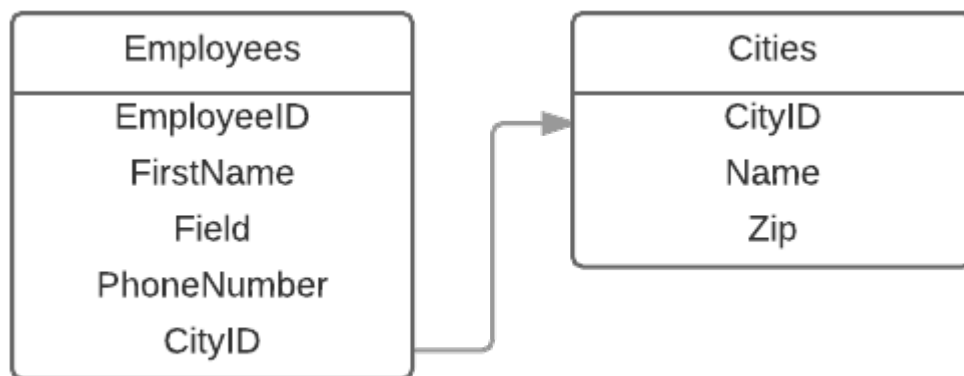 Employees
EmployeeID
FirstName
Field
PhoneNumber
CityID
Cities
CityID
Name
Zip